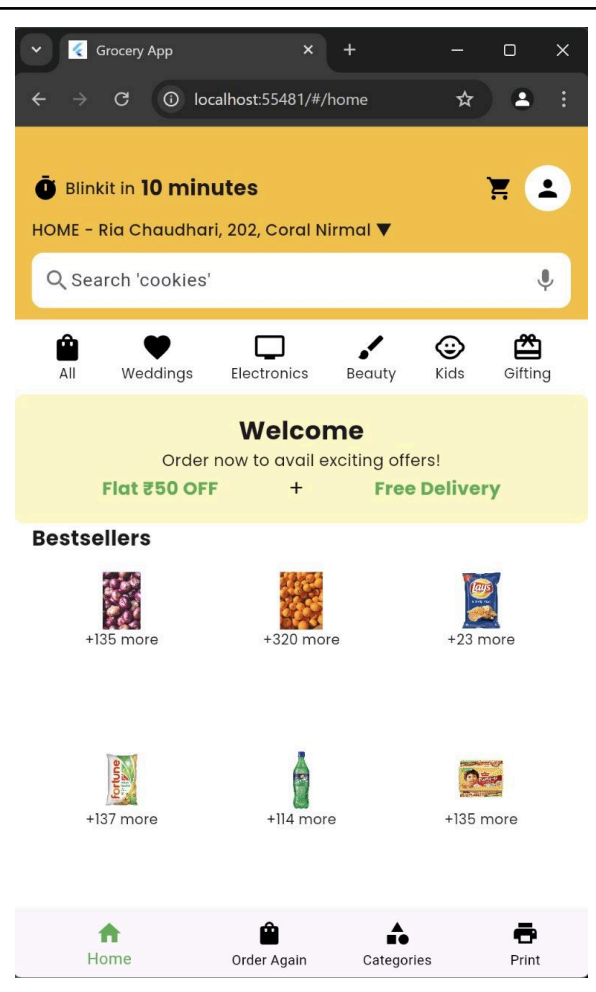 Grocery App
localhost:55481/#/home
Blinkit in 10 minutes
HOME - Ria Chaudhari, 202, Coral Nirmal ▼
Search 'cookies'
All Weddings Electronics Beauty Kids Gifting
Welcome
Order now to avail exciting offers!
Flat ₹50 OFF + Free Delivery
Bestsellers
Lay's
+135 more +320 more +23 more
fortune
+137 more +114 more +135 more
Home Order Again Categories Print